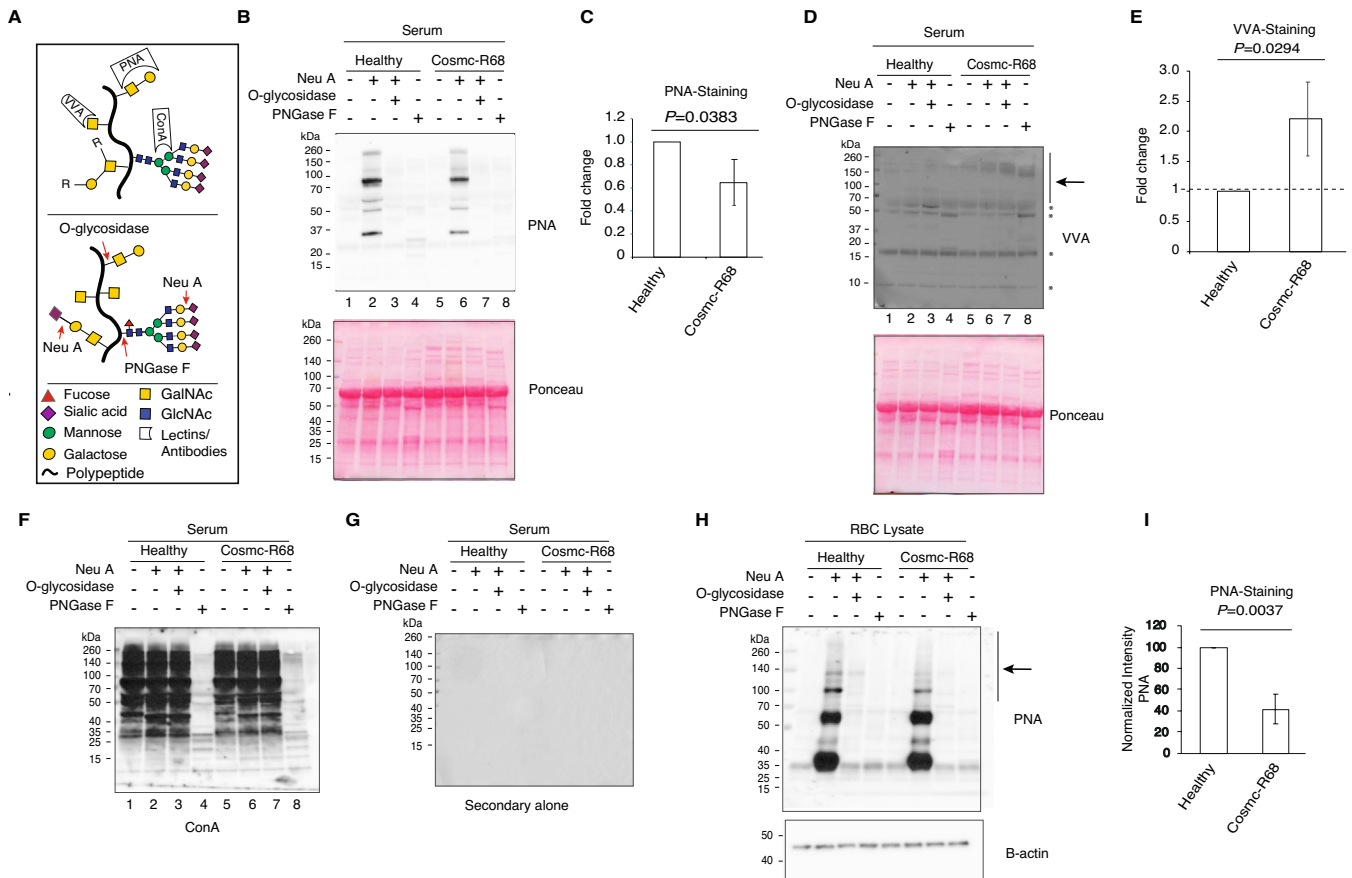 A
PNA
VVA
ConA
R
R
O-glycosidase
Neu A
Neu A
PNGase F
Fucose
GalNAc
Sialic acid
GlcNAc
Mannose
Lectins/
Antibodies
Galactose
Polypeptide
B
Serum
Healthy Cosmc-R68
Neu A - + + - - + + -
O-glycosidase - - + - - - + -
PNGase F - - - + - - - +
kDa
260
150
100
70
50
37
20
15
PNA
1 2 3 4 5 6 7 8
kDa
260
140
100
70
50
40
35
25
15
Ponceau
C
PNA-Staining
P=0.0383
Fold change
1.2
1
0.8
0.6
0.4
0.2
0
Healthy
Cosmc-R68
D
Serum
Healthy Cosmc-R68
Neu A - + + - - + + -
O-glycosidase - - + - - - + -
PNGase F - - - + - - - +
kDa
260
150
100
70
50
37
20
15
10
*
*
*
*
VVA
1 2 3 4 5 6 7 8
Ponceau
E
VVA-Staining
P=0.0294
Fold change
3.0
2.5
2.0
1.5
1.0
0.5
0
Healthy
Cosmc-R68
F
Serum
Healthy Cosmc-R68
Neu A - + + - - + + -
O-glycosidase - - + - - - + -
PNGase F - - - + - - - +
kDa
260
140
100
70
50
40
35
25
15
1 2 3 4 5 6 7 8
ConA
G
Serum
Healthy Cosmc-R68
Neu A - + + - - + + -
O-glycosidase - - + - - - + -
PNGase F - - - + - - - +
kDa
260
140
100
70
50
40
35
25
15
Secondary alone
H
RBC Lysate
Healthy Cosmc-R68
Neu A - + + - - + + -
O-glycosidase - - + - - - + -
PNGase F - - - + - - - +
kDa
260
140
100
70
50
40
35
25
15
PNA
50
40
B-actin
I
PNA-Staining
P=0.0037
Normalized Intensity
PNA
120
100
80
60
40
20
0
Healthy
Cosmc-R68